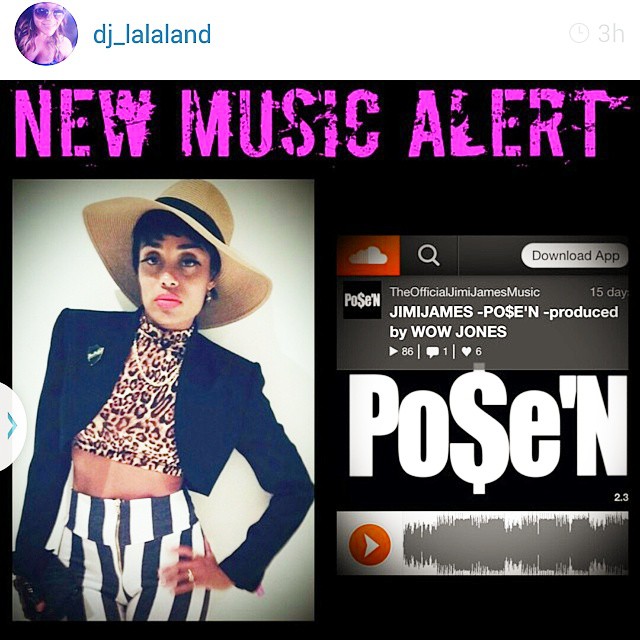 dj_lalaland
3h
NEW MUSIC ALERT
Download App
Po$e'N
TheOfficialJimiJamesMusic
15 day
JIMIJAMES -PO$E'N -produced
by WOW JONES
86
1
6
Po$e'N
2.3